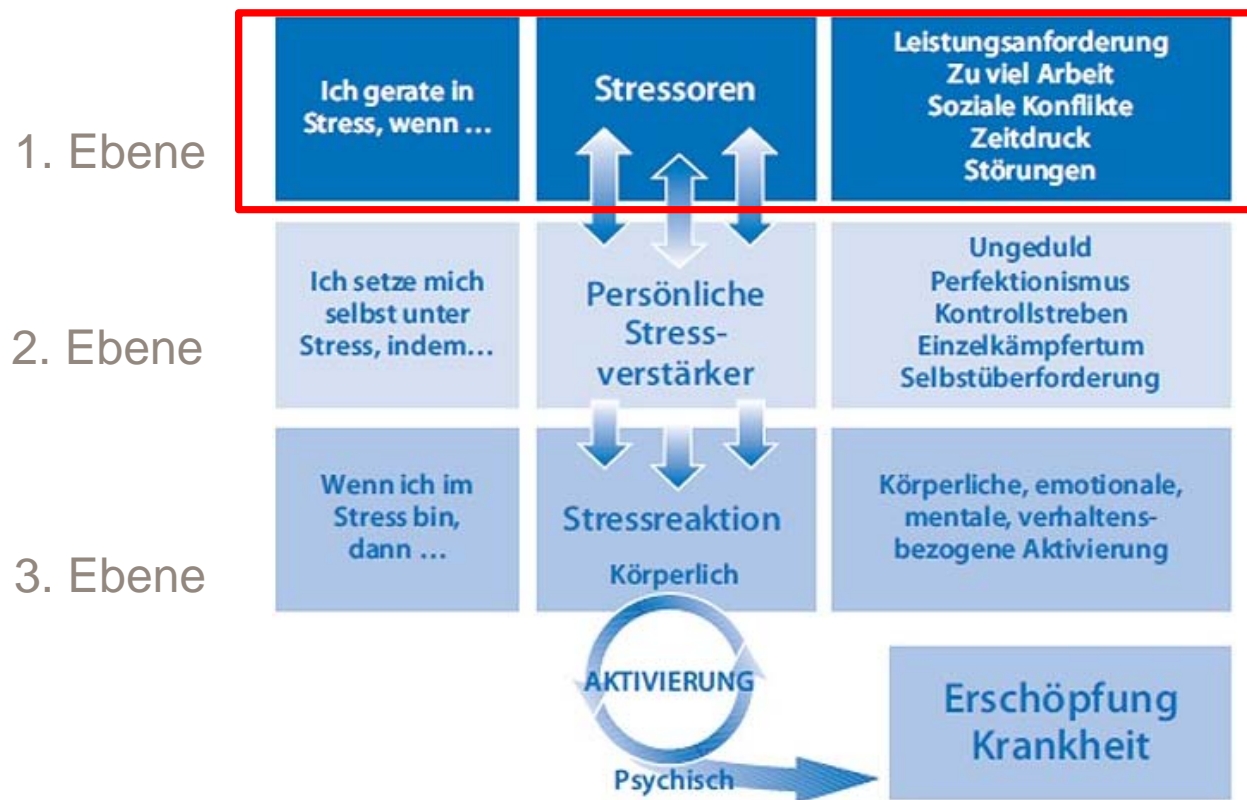 1. Ebene
Ich gerate in
Stress, wenn …
Stressoren
Leistungsanforderung
Zu viel Arbeit
Soziale Konflikte
Zeitdruck
Störungen
2. Ebene
Ich setze mich
selbst unter
Stress, indem…
Persönliche
Stress-
verstärker
Ungeduld
Perfektionismus
Kontrollstreben
Einzelkämpfertum
Selbstüberforderung
3. Ebene
Wenn ich im
Stress bin,
dann …
Stressreaktion
Körperlich
Körperliche, emotionale,
mentale, verhaltens-
bezogene Aktivierung
AKTIVIERUNG
Psychisch
Erschöpfung
Krankheit